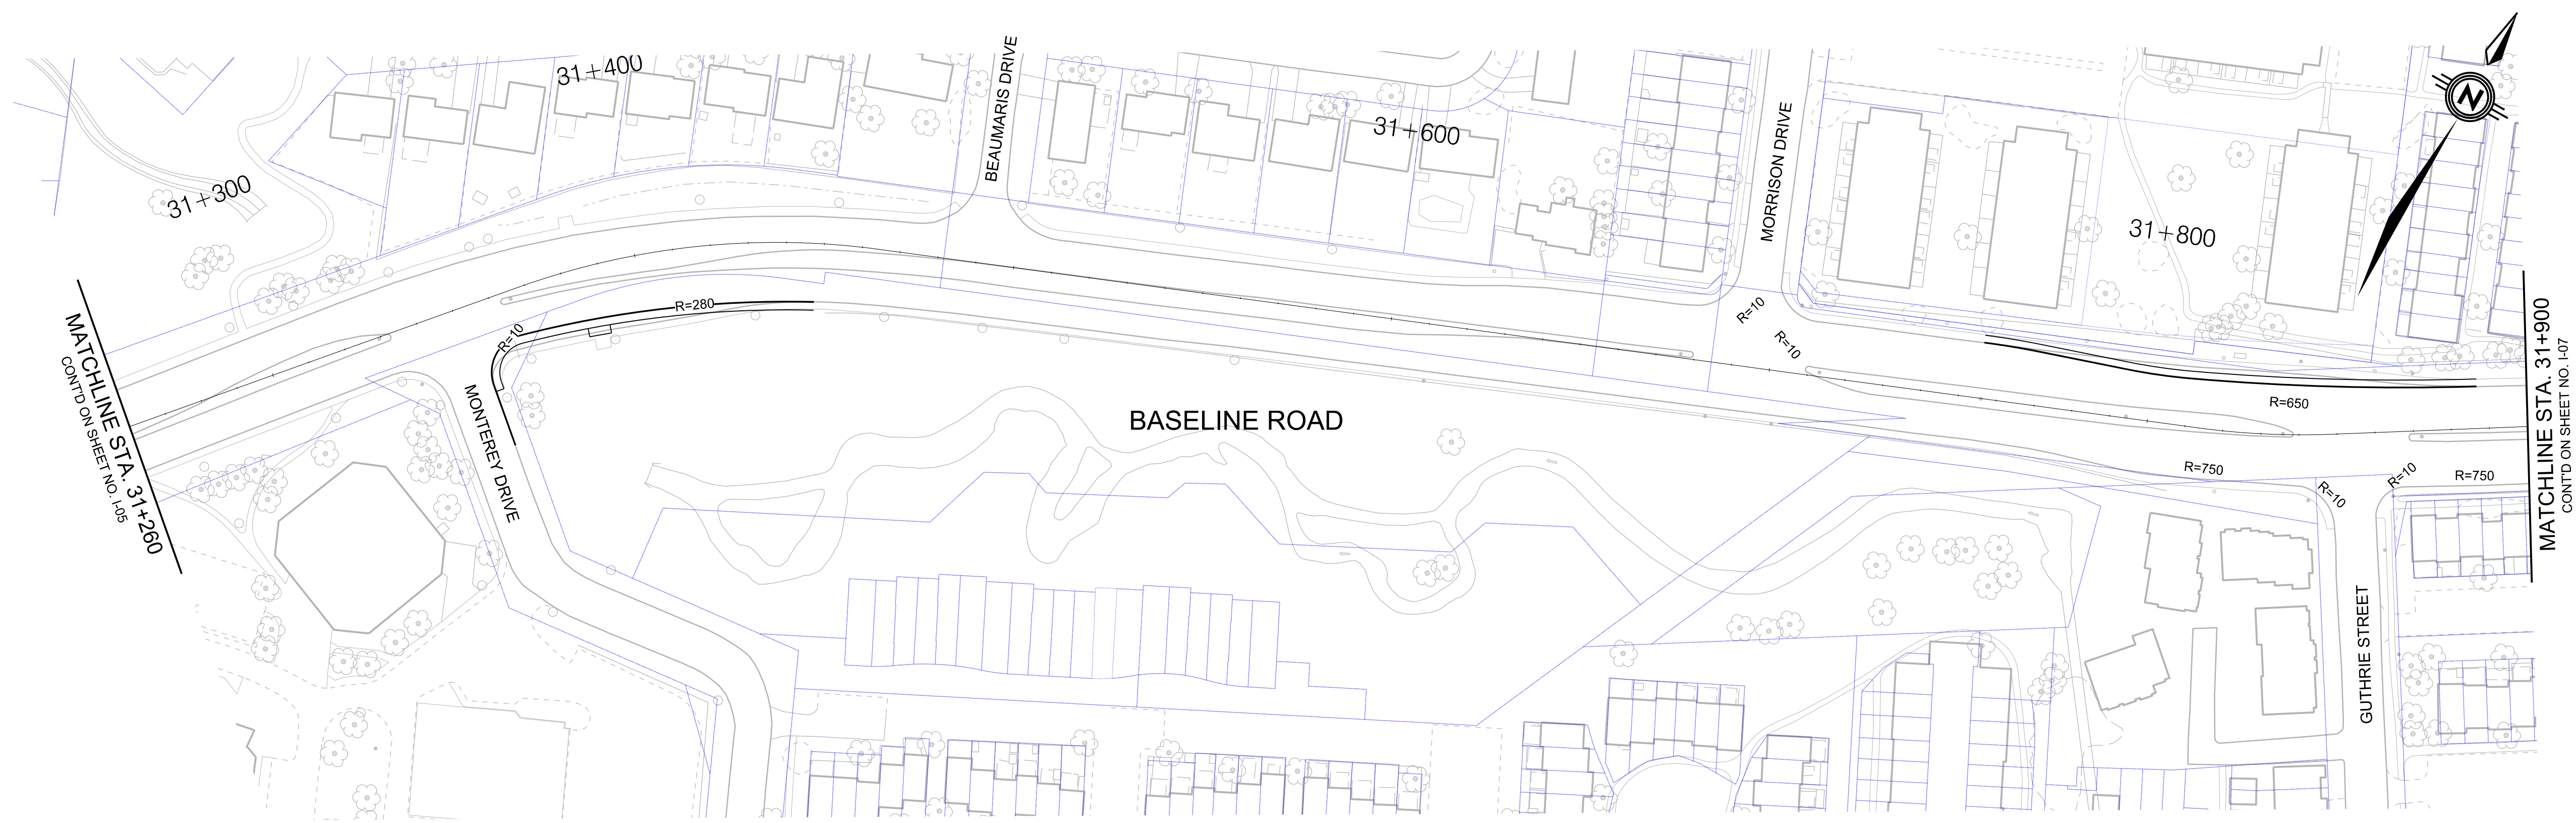 31+400
BEAUMARIS DRIVE
31+600
MORRISON DRIVE
N
31+300
31+800
MATCHLINE STA. 31+260
CONT'D ON SHEET NO. I-05
R=10
R=280
MONTEREY DRIVE
BASELINE ROAD
R=10
R=10
R=650
R=750
R=10
R=10
R=750
GUTHRIE STREET
MATCHLINE STA. 31+900
CONT'D ON SHEET NO. I-07